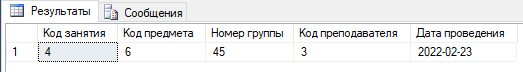 Результаты Сообщения
Код занятия Код предмета Номер группы Код преподавателя Дата проведения
1 4 6 45 3 2022-02-23